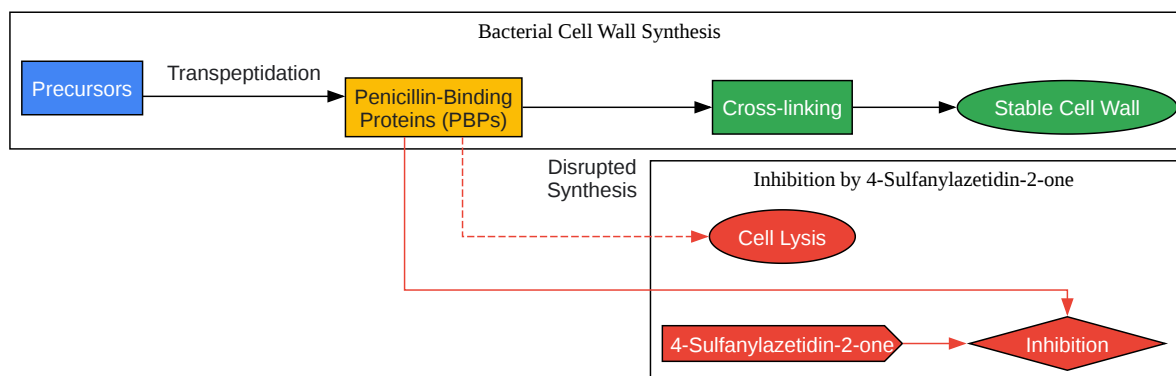 Bacterial Cell Wall Synthesis
Precursors
Transpeptidation
Penicillin-Binding
Proteins (PBPs)
Cross-linking
Stable Cell Wall
Disrupted
Synthesis
Inhibition by 4-Sulfanylazetidin-2-one
Cell Lysis
4-Sulfanylazetidin-2-one
Inhibition